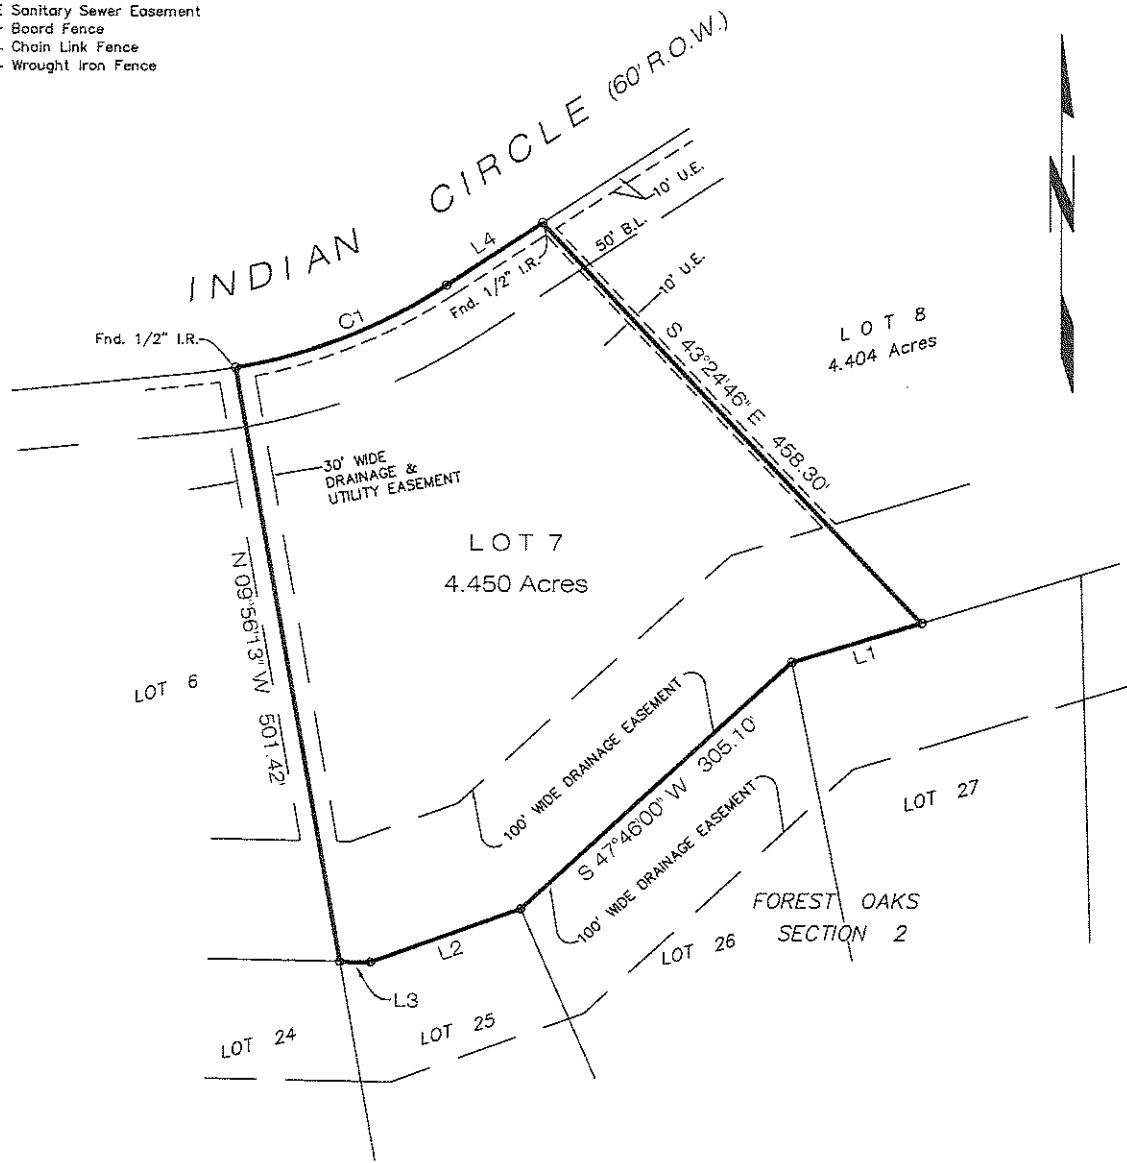 E Sanitary Sewer Easement
- Board Fence
- Chain Link Fence
- Wrought Iron Fence
INDIAN CIRCLE (60' R.O.W.)
N
10' U.E.
L4
50' B.L.
Fnd. 1/2" I.R.
10' U.E.
C1
Fnd. 1/2" I.R.
LOT 8
4.404 Acres
S 43°24'46" E 468.30'
30' WIDE
DRAINAGE &
UTILITY EASEMENT
LOT 7
4.450 Acres
N 09°56'13" W 501.42'
LOT 6
L1
100' WIDE DRAINAGE EASEMENT
S 47°46'00" W 305.10'
100' WIDE DRAINAGE EASEMENT
LOT 27
FOREST OAKS
SECTION 2
LOT 26
L2
L3
LOT 25
LOT 24